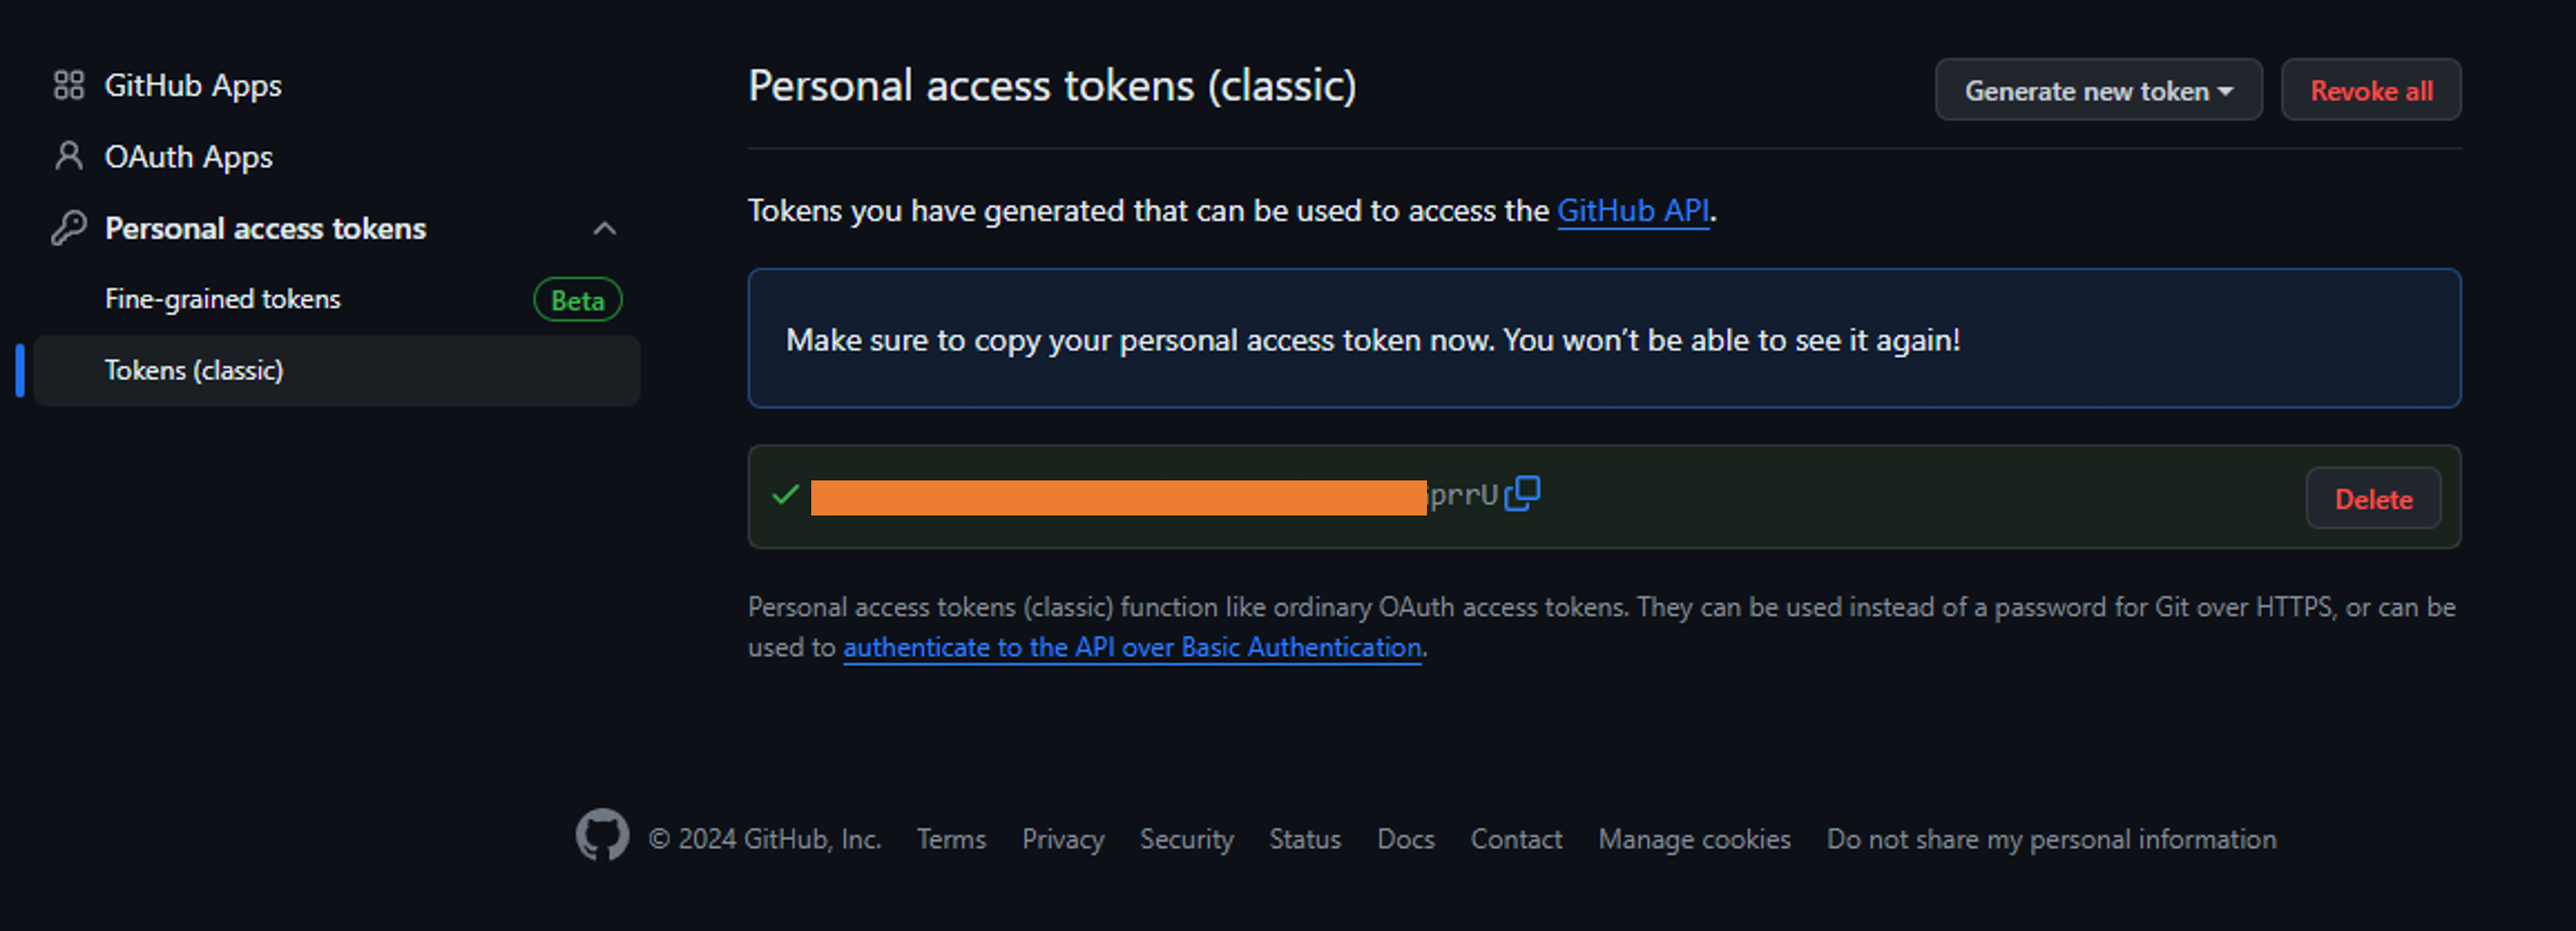 GitHub Apps
OAuth Apps
Personal access tokens
Fine-grained tokens Beta
Tokens (classic)
Personal access tokens (classic)
Generate new token
Revoke all
Tokens you have generated that can be used to access the GitHub API.
Make sure to copy your personal access token now. You won’t be able to see it again!
prrU
Delete
Personal access tokens (classic) function like ordinary OAuth access tokens. They can be used instead of a password for Git over HTTPS, or can be
used to authenticate to the API over Basic Authentication.
© 2024 GitHub, Inc. Terms Privacy Security Status Docs Contact Manage cookies Do not share my personal information